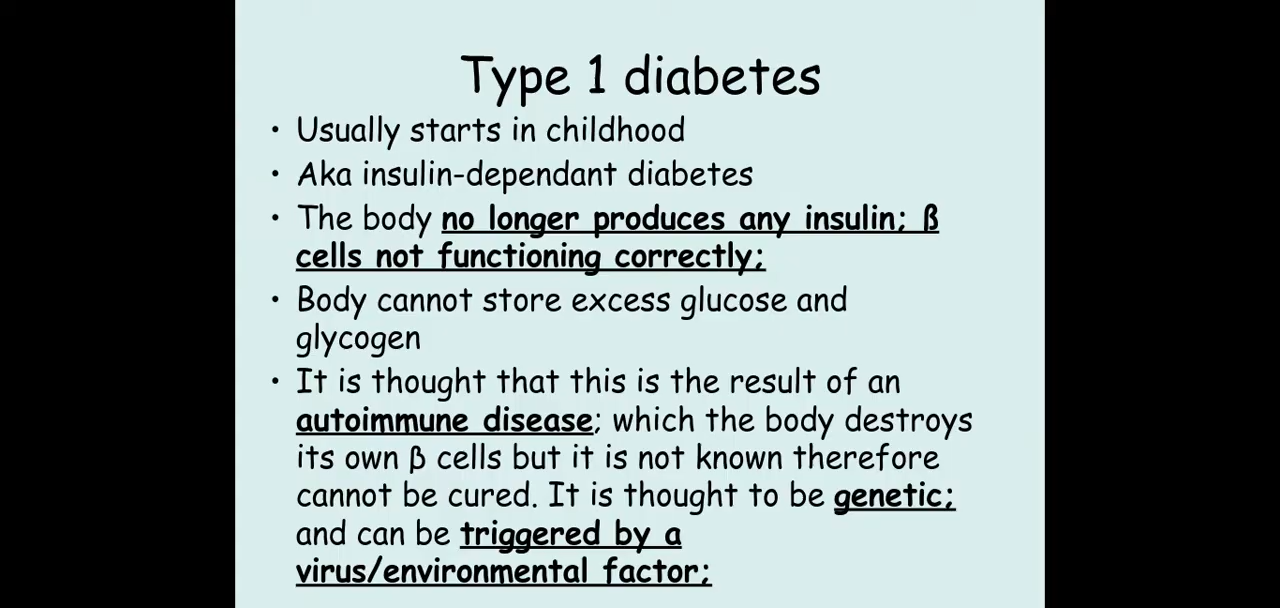 Type 1 diabetes
• Usually starts in childhood
• Aka insulin-dependant diabetes
• The body no longer produces any insulin; β
cells not functioning correctly;
• Body cannot store excess glucose and
glycogen
• It is thought that this is the result of an
autoimmune disease; which the body destroys
its own β cells but it is not known therefore
cannot be cured. It is thought to be genetic;
and can be triggered by a
virus/environmental factor;